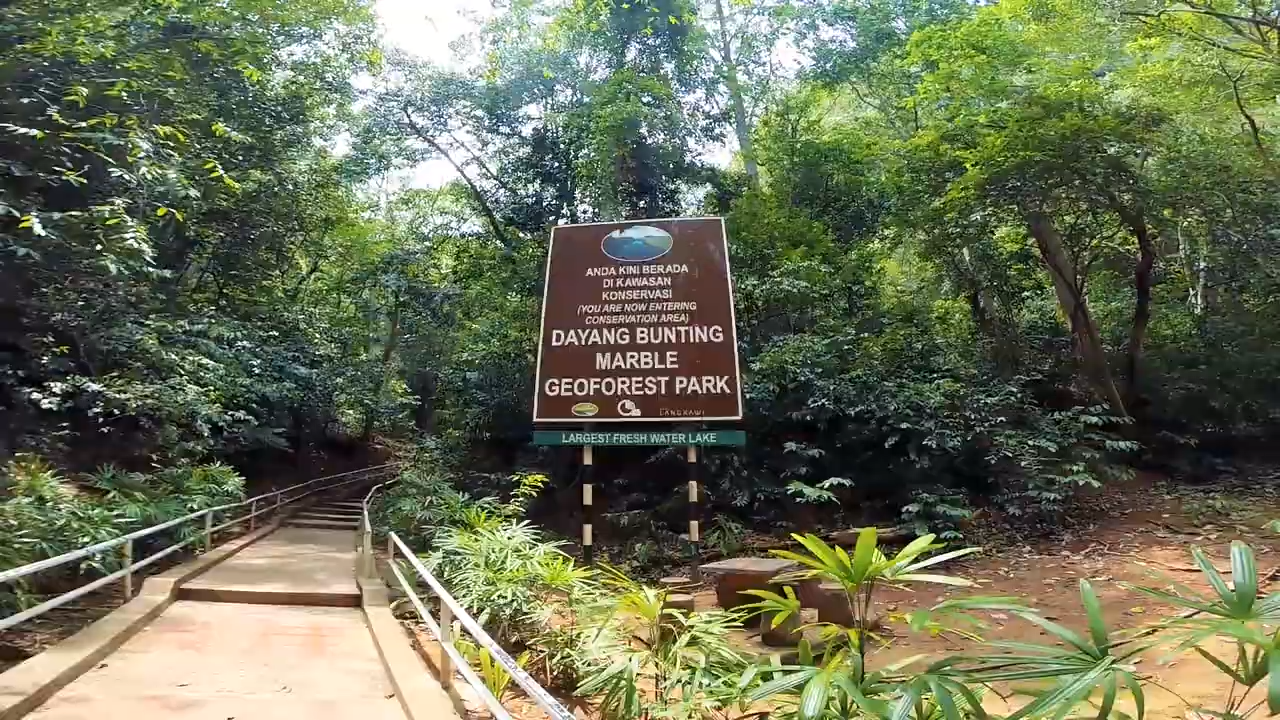 ANDA KINI BERADA
DI KAWASAN
KONSERVASI
(YOU ARE NOW ENTERING
CONSERVATION AREA)
DAYANG BUNTING
MARBLE
GEOFOREST PARK
LANGKAWI
LARGEST FRESH WATER LAKE